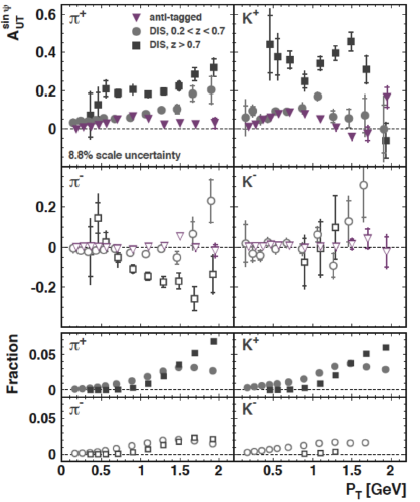 A_UT^sin ψ
π⁺
K⁺
▼ anti-tagged
● DIS, 0.2 < z < 0.7
■ DIS, z > 0.7
0.6
0.4
0.2
0
8.8% scale uncertainty
π⁻
K⁻
0.2
0
-0.2
Fraction
π⁺
K⁺
0.05
0
π⁻
K⁻
0.05
0
0 0.5 1 1.5 2 0.5 1 1.5 2
P_T [GeV]